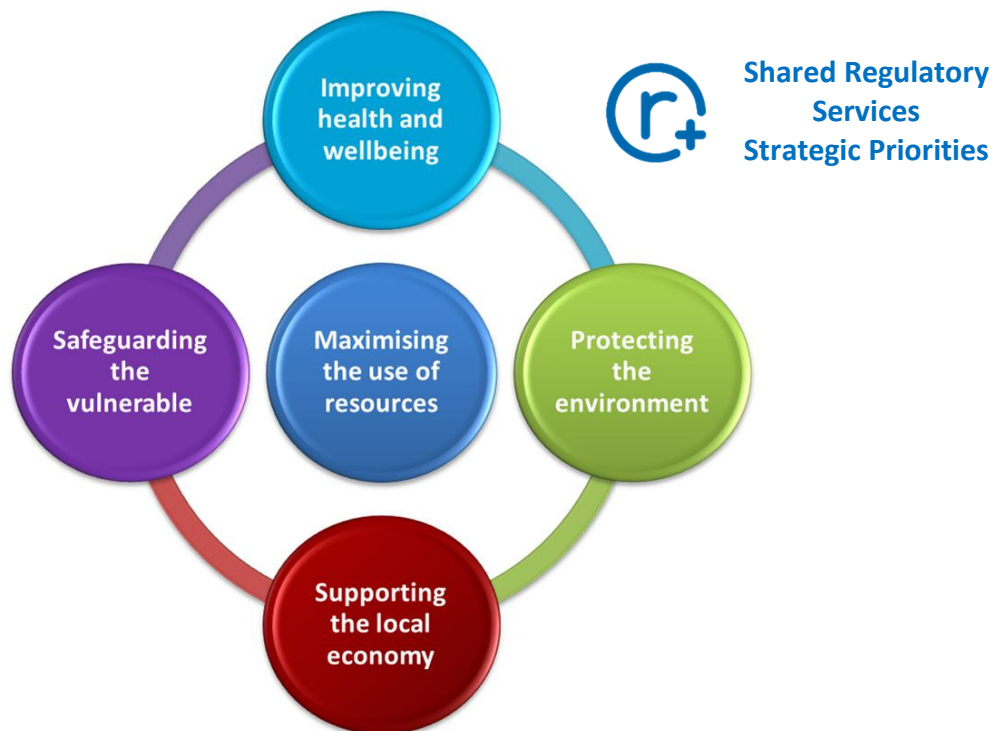 Improving
health and
wellbeing
r+
Shared Regulatory
Services
Strategic Priorities
Safeguarding
the
vulnerable
Maximising
the use of
resources
Protecting
the
environment
Supporting
the local
economy